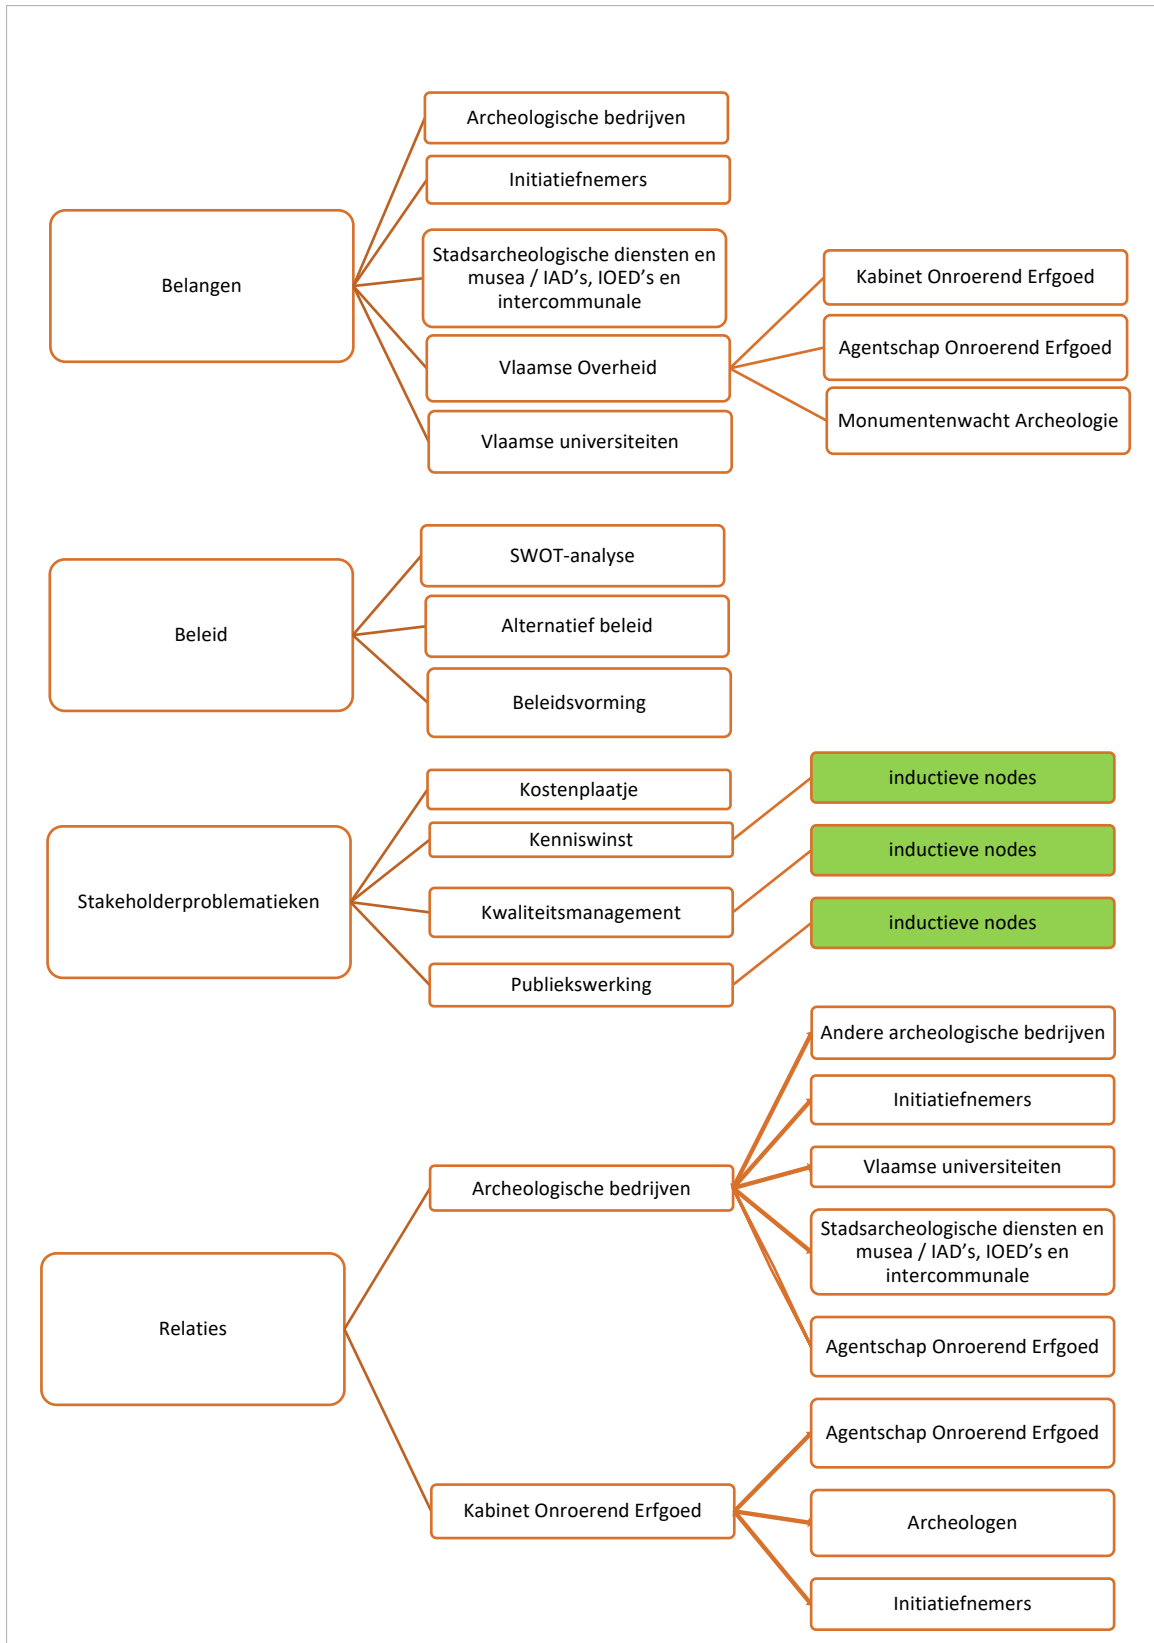 Belangen
Archeologische bedrijven
Initiatiefnemers
Stadsarcheologische diensten en
musea / IAD's, IOED's en
intercommunale
Vlaamse Overheid
Vlaamse universiteiten
Kabinet Onroerend Erfgoed
Agentschap Onroerend Erfgoed
Monumentenwacht Archeologie
Beleid
SWOT-analyse
Alternatief beleid
Beleidsvorming
Stakeholderproblematieken
Kostenplaatje
Kenniswinst
Kwaliteitsmanagement
Publiekswerking
inductieve nodes
inductieve nodes
inductieve nodes
Relaties
Archeologische bedrijven
Andere archeologische bedrijven
Initiatiefnemers
Vlaamse universiteiten
Stadsarcheologische diensten en
musea / IAD's, IOED's en
intercommunale
Agentschap Onroerend Erfgoed
Kabinet Onroerend Erfgoed
Agentschap Onroerend Erfgoed
Archeologen
Initiatiefnemers